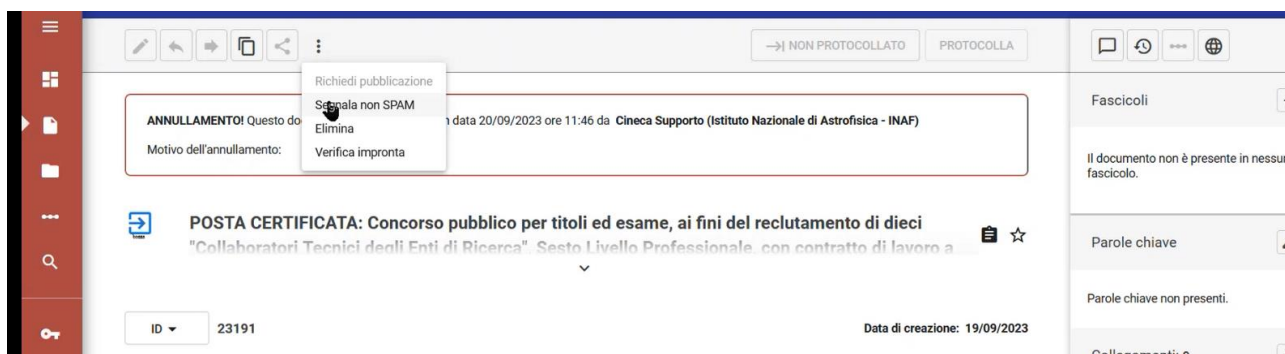 NON PROTOCOLLATO PROTOCOLLA
Richiedi pubblicazione
Segnala non SPAM
Elimina
Verifica impronta
ANNULLAMENTO! Questo do data 20/09/2023 ore 11:46 da Cineca Supporto (Istituto Nazionale di Astrofisica - INAF)
Motivo dell'annullamento:
POSTA CERTIFICATA: Concorso pubblico per titoli ed esame, ai fini del reclutamento di dieci
"Collaboratori Tecnici degli Enti di Ricerca", Sesto Livello Professionale, con contratto di lavoro a
ID 23191 Data di creazione: 19/09/2023
Fascicoli
Il documento non è presente in nessun
fascicolo.
Parole chiave
Parole chiave non presenti.